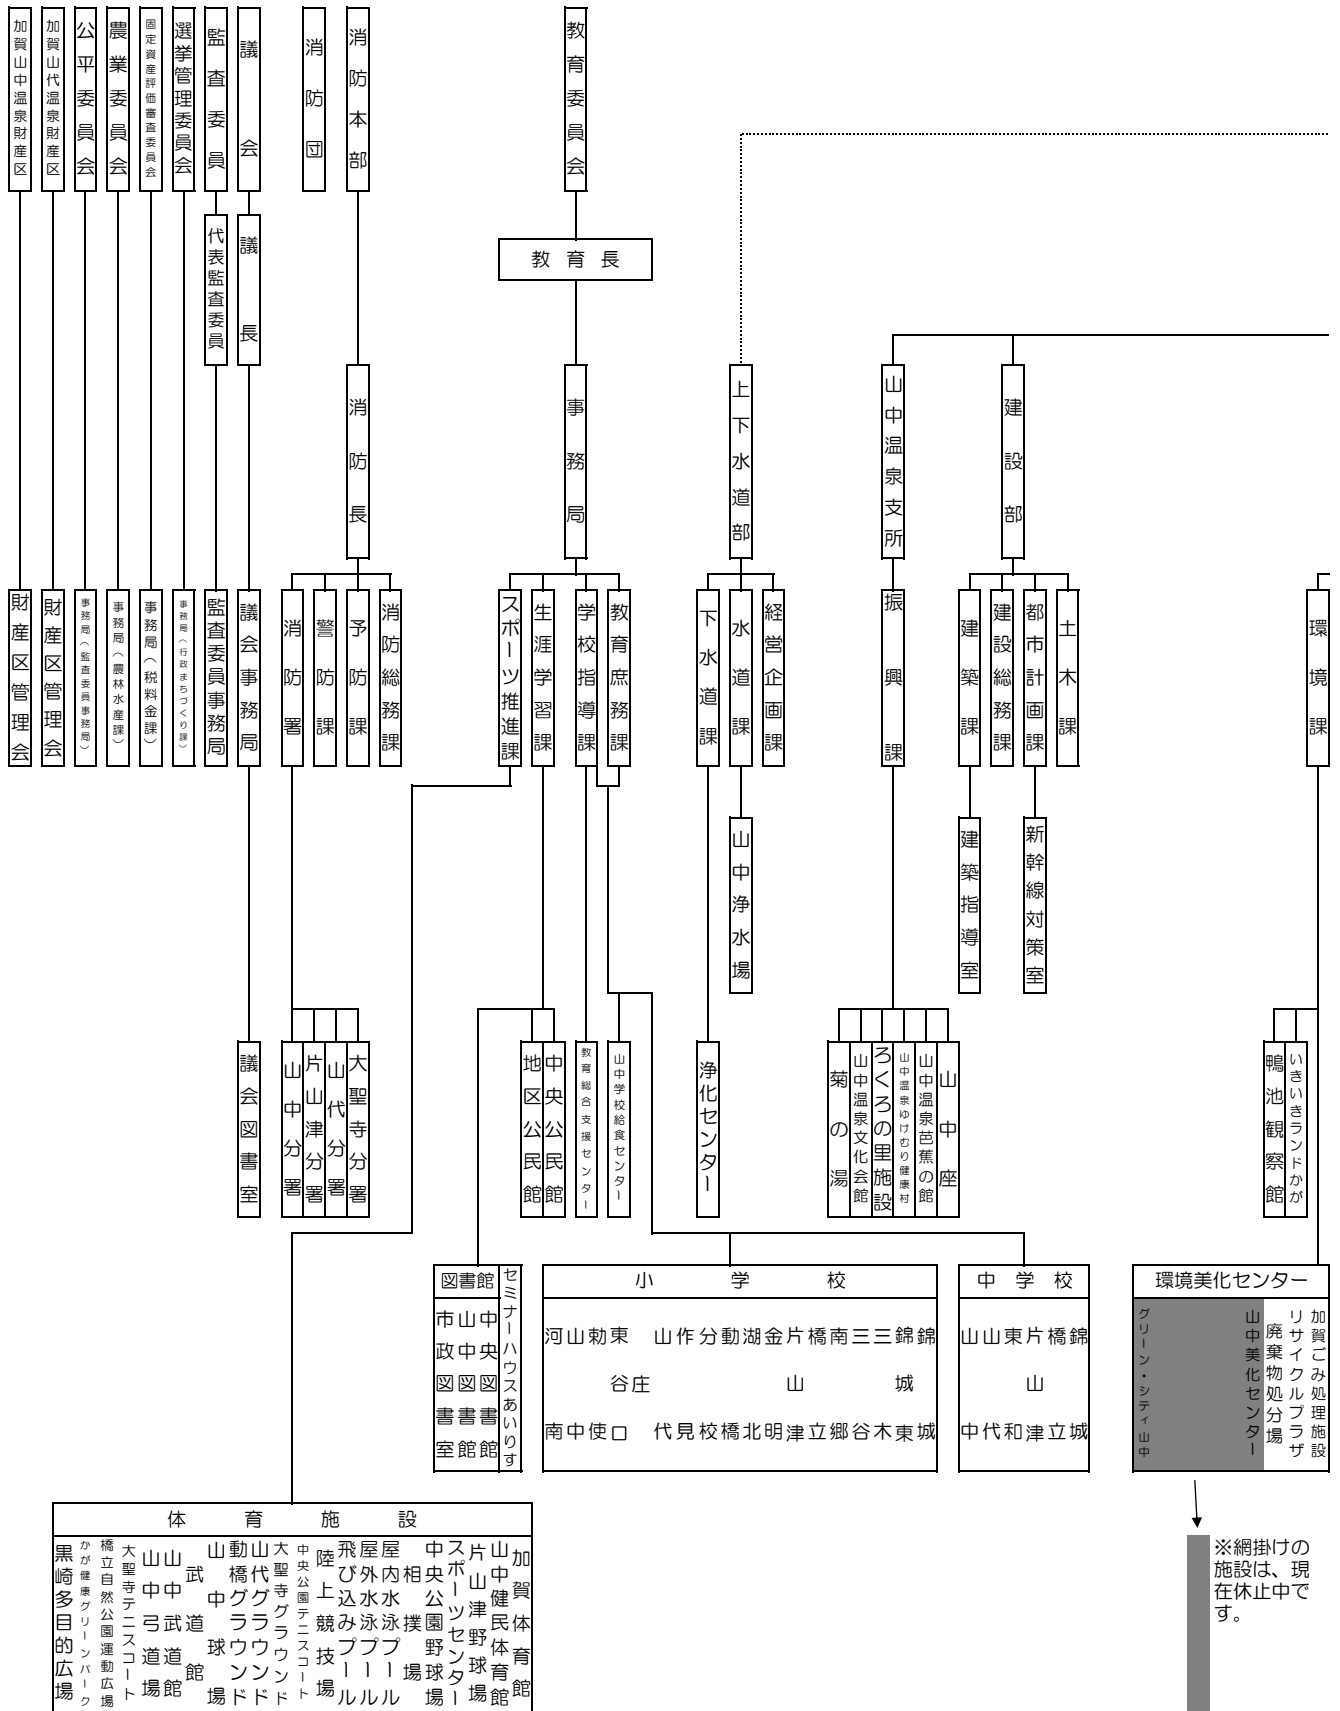 加賀山中温泉財産区
加賀山代温泉財産区
公平委員会
農業委員会
固定資産評価審査委員会
選挙管理委員会
監査委員
議会
消防団
消防本部
教育委員会
代表監査委員
議長
教育長
消防長
事務局
上下水道部
山中温泉支所
建設部
財産区管理会
財産区管理会
事務局（監査委員事務局）
事務局（農林水産課）
事務局（税料金課）
事務局（行政まちづくり課）
監査委員事務局
議会事務局
消防署
警防課
予防課
消防総務課
スポーツ推進課
生涯学習課
学校指導課
教育庶務課
下水道課
水道課
経営企画課
振興課
建築課
建設総務課
都市計画課
土木課
環境課
山中浄水場
建築指導室
新幹線対策室
議会図書室
山中分署
片山津分署
山代分署
大聖寺分署
地区公民館
中央公民館
教育総合支援センター
山中学校給食センター
浄化センター
菊の湯
山中温泉文化会館
ろくろの里施設
山中温泉ゆけむり健康村
山中温泉芭蕉の館
山中座
鴨池観察館
いきいきランドかが
図書館
市政図書室
山中図書館
中央図書館
セミナーハウスあいりす
小学校
河南
山中
勅使
東谷口
庄
山代
作見
分校
動橋
湖北
金明
片山津
橋立
南郷
三谷
三木
錦城東
錦城
中学校
山中
山代
東和
片山津
橋立
錦城
環境美化センター
グリーン・シティ山中
山中美化センター
廃棄物処分場
リサイクルプラザ
加賀ごみ処理施設
体育施設
黒崎多目的広場
かが健康グリーンパーク
橋立自然公園運動広場
大聖寺テニスコート
山中弓道場
山中武道館
武道館
山中球場
動橋グラウンド
山代グラウンド
大聖寺グラウンド
中央公園テニスコート
陸上競技場
飛び込みプール
屋外水泳プール
屋内水泳プール
相撲場
中央公園野球場
スポーツセンター
片山津野球場
山中健民体育館
加賀体育館
※網掛けの
施設は、現
在休止中で
す。